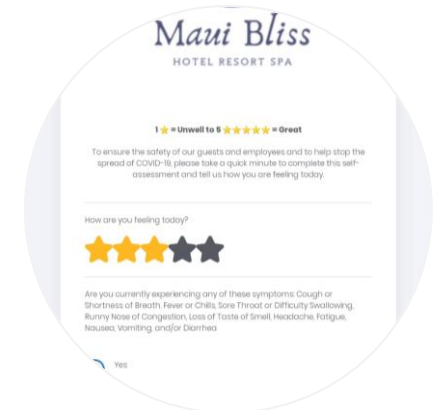 Maui Bliss
HOTEL RESORT SPA
1 ⭐ = Unwell to 5 ⭐⭐⭐⭐⭐ = Great
To ensure the safety of our guests and employees and to help stop the
spread of COVID-19, please take a quick minute to complete this self-
assessment and tell us how you are feeling today.
How are you feeling today?
Are you currently experiencing any of these symptoms: Cough or
Shortness of Breath, Fever or Chills, Sore Throat or Difficulty Swallowing,
Runny Nose of Congestion, Loss of Taste of Smell, Headache, Fatigue,
Nausea, Vomiting, and/or Diarrhea
Yes